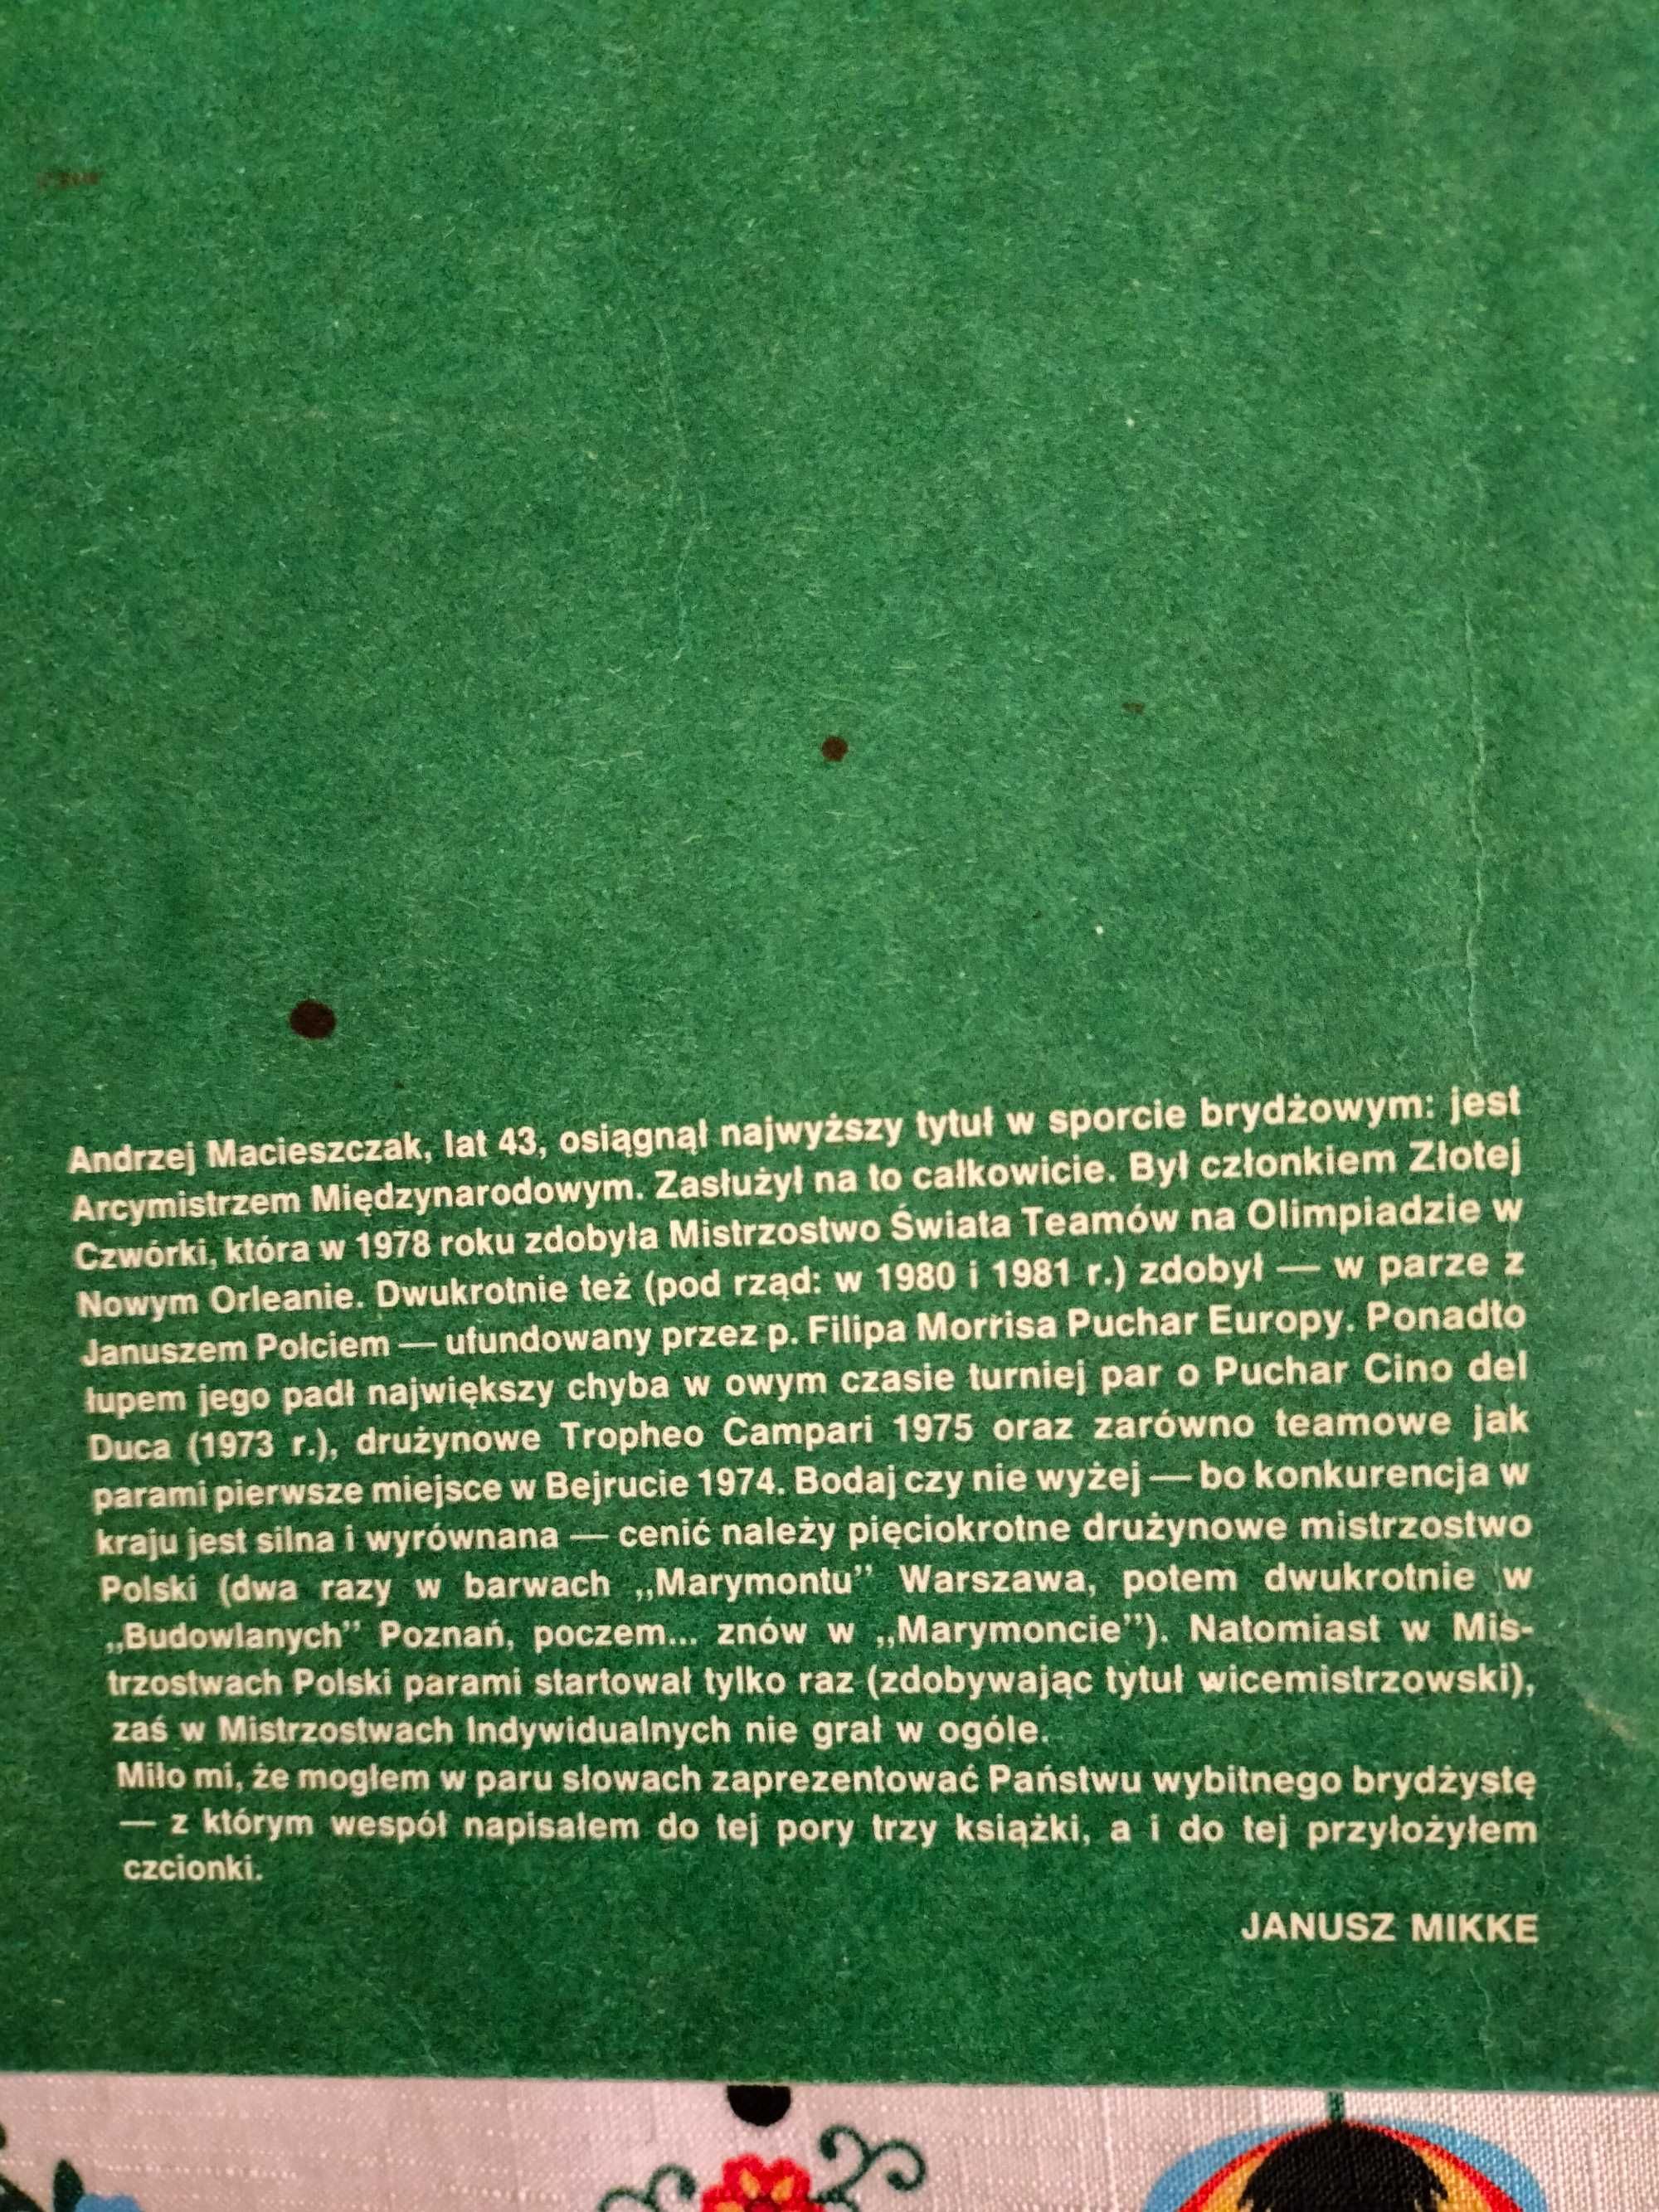 Andrzej Macieszczak, lat 43, osiągnął najwyższy tytuł w sporcie brydżowym: jest
Arcymistrzem Międzynarodowym. Zasłużył na to całkowicie. Był członkiem Złotej
Czwórki, która w 1978 roku zdobyła Mistrzostwo Świata Teamów na Olimpiadzie w
Nowym Orleanie. Dwukrotnie też (pod rząd: w 1980 i 1981 r.) zdobył — w parze z
Januszem Połciem — ufundowany przez p. Filipa Morrisa Puchar Europy. Ponadto
łupem jego padł największy chyba w owym czasie turniej par o Puchar Cino del
Duca (1973 r.), drużynowe Tropheo Campari 1975 oraz zarówno teamowe jak
parami pierwsze miejsce w Bejrucie 1974. Bodaj czy nie wyżej — bo konkurencja w
kraju jest silna i wyrównana — cenić należy pięciokrotne drużynowe mistrzostwo
Polski (dwa razy w barwach ,,Marymontu’’ Warszawa, potem dwukrotnie w
,,Budowlanych’’ Poznań, poczem... znów w ,,Marymoncie’’). Natomiast w Mis-
trzostwach Polski parami startował tylko raz (zdobywając tytuł wicemistrzowski),
zaś w Mistrzostwach Indywidualnych nie grał w ogóle.
Miło mi, że mogłem w paru słowach zaprezentować Państwu wybitnego brydżystę
— z którym wespół napisałem do tej pory trzy książki, a i do tej przyłożyłem
czcionki.
JANUSZ MIKKE